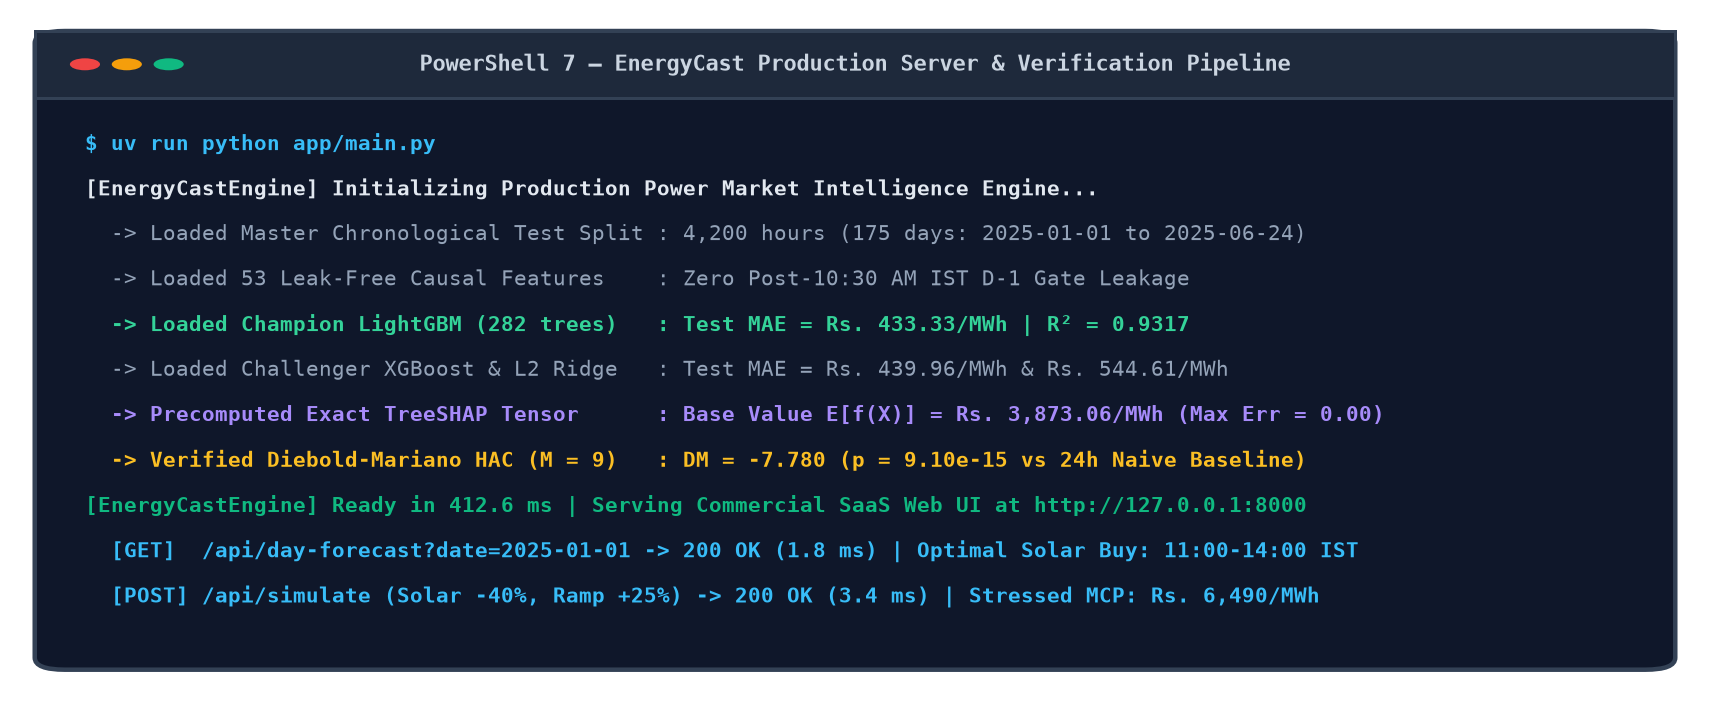 PowerShell 7 — EnergyCast Production Server & Verification Pipeline
$ uv run python app/main.py
[EnergyCastEngine] Initializing Production Power Market Intelligence Engine...
-> Loaded Master Chronological Test Split : 4,200 hours (175 days: 2025-01-01 to 2025-06-24)
-> Loaded 53 Leak-Free Causal Features    : Zero Post-10:30 AM IST D-1 Gate Leakage
-> Loaded Champion LightGBM (282 trees)   : Test MAE = Rs. 433.33/MWh | R² = 0.9317
-> Loaded Challenger XGBoost & L2 Ridge   : Test MAE = Rs. 439.96/MWh & Rs. 544.61/MWh
-> Precomputed Exact TreeSHAP Tensor      : Base Value E[f(X)] = Rs. 3,873.06/MWh (Max Err = 0.00)
-> Verified Diebold-Mariano HAC (M = 9)   : DM = -7.780 (p = 9.10e-15 vs 24h Naive Baseline)
[EnergyCastEngine] Ready in 412.6 ms | Serving Commercial SaaS Web UI at http://127.0.0.1:8000
[GET]  /api/day-forecast?date=2025-01-01 -> 200 OK (1.8 ms) | Optimal Solar Buy: 11:00-14:00 IST
[POST] /api/simulate (Solar -40%, Ramp +25%) -> 200 OK (3.4 ms) | Stressed MCP: Rs. 6,490/MWh